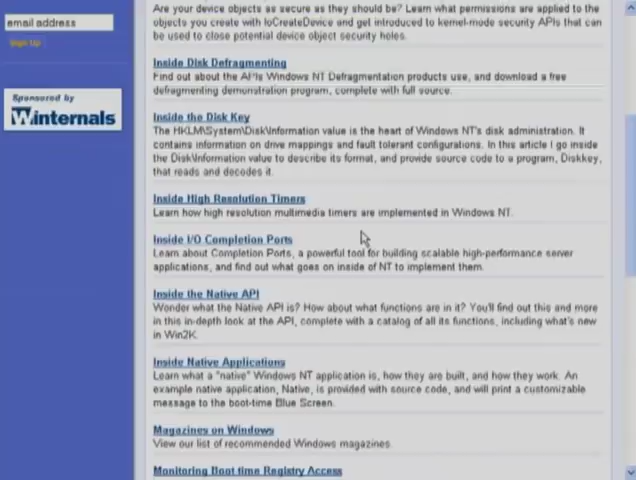 Are your device objects as secure as they should be? Learn what permissions are applied to the
objects you create with IoCreateDevice and get introduced to kernel-mode security APIs that can
be used to close potential device object security holes.
email address
Sign Up
Sponsored by
Winternals
Inside Disk Defragmenting
Find out about the APIs Windows NT Defragmentation products use, and download a free
defragmenting demonstration program, complete with full source.
Inside the Disk Key
The HKLM\System\Disk\Information value is the heart of Windows NT's disk administration. It
contains information on drive mappings and fault tolerant configurations. In this article I go inside
the Disk\Information value to describe its format, and provide source code to a program, Diskkey,
that reads and decodes it.
Inside High Resolution Timers
Learn how high resolution multimedia timers are implemented in Windows NT.
Inside I/O Completion Ports
Learn about Completion Ports, a powerful tool for building scalable high-performance server
applications, and find out what goes on inside of NT to implement them.
Inside the Native API
Wonder what the Native API is? How about what functions are in it? You'll find out this and more
in this in-depth look at the API, complete with a catalog of all its functions, including what's new
in Win2K.
Inside Native Applications
Learn what a "native" Windows NT application is, how they are built, and how they work. An
example native application, Native, is provided with source code, and will print a customizable
message to the boot-time Blue Screen.
Magazines on Windows
View our list of recommended Windows magazines.
Monitoring Boot time Registry Access